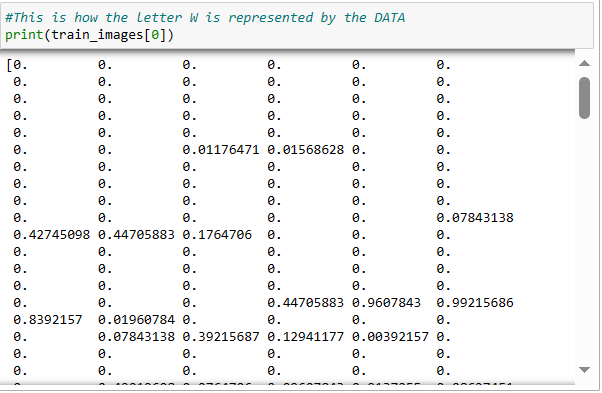 #This is how the letter W is represented by the DATA
print(train_images[0])
[0. 0. 0. 0. 0. 0.
0. 0. 0. 0. 0. 0.
0. 0. 0. 0. 0. 0.
0. 0. 0. 0. 0. 0.
0. 0. 0. 0. 0. 0.
0. 0. 0.01176471 0.01568628 0. 0.
0. 0. 0. 0. 0. 0.
0. 0. 0. 0. 0. 0.
0. 0. 0. 0. 0. 0.
0. 0. 0. 0. 0. 0.07843138
0.42745098 0.44705883 0.1764706 0. 0. 0.
0. 0. 0. 0. 0. 0.
0. 0. 0. 0. 0. 0.
0. 0. 0. 0. 0. 0.
0. 0. 0. 0.44705883 0.9607843 0.99215686
0.8392157 0.01960784 0. 0. 0. 0.
0. 0.07843138 0.39215687 0.12941177 0.00392157 0.
0. 0. 0. 0. 0. 0.
0. 0. 0. 0. 0. 0.